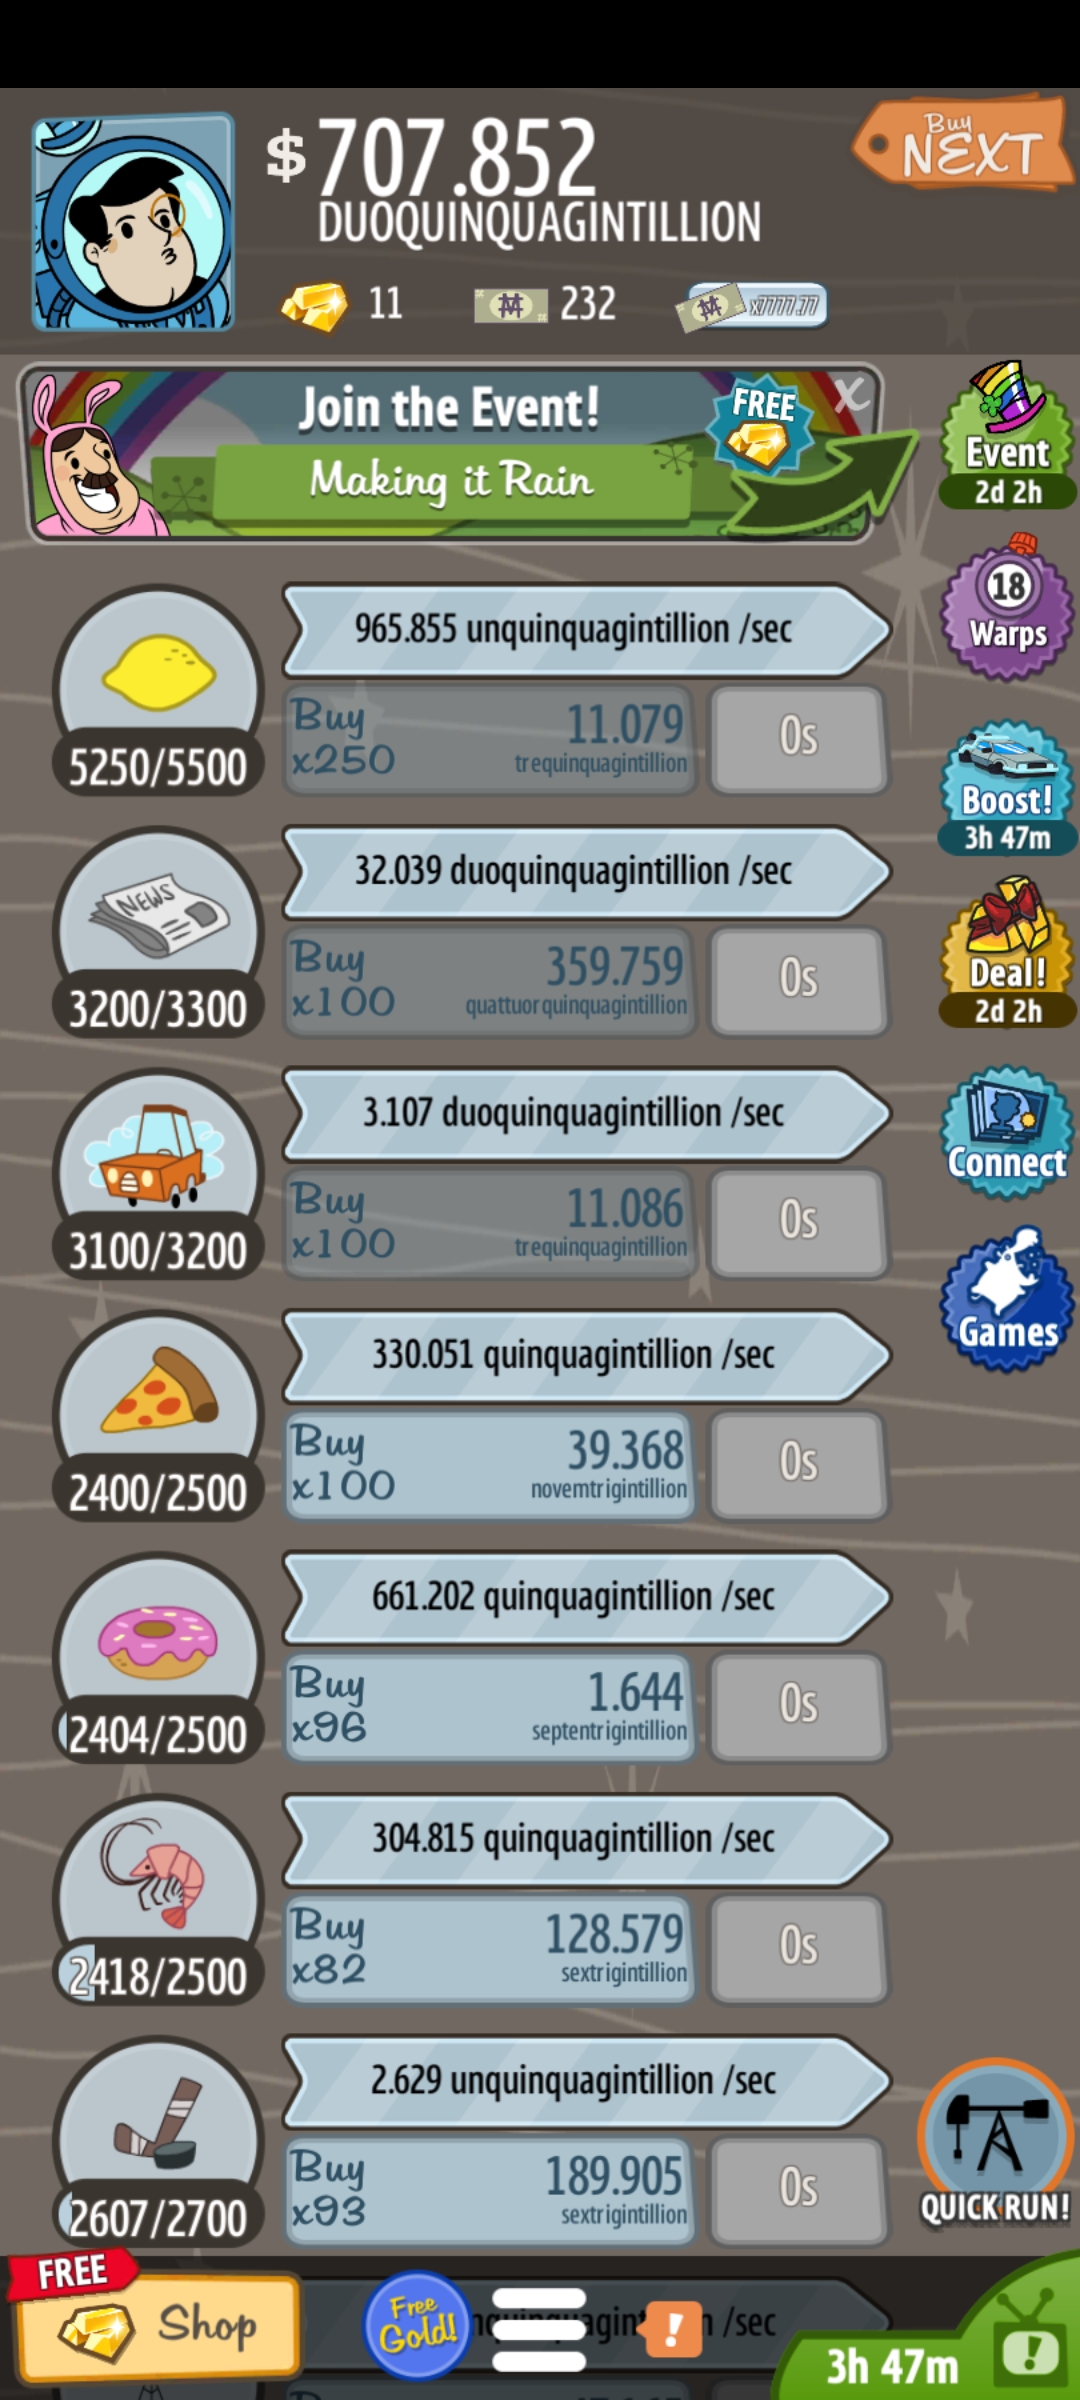 $707.852
DUOQUINQUAGINTILLION
Buy
NEXT
11
232
x7777.77
Join the Event!
Making it Rain
FREE
X
Event
2d 2h
18
Warps
Boost!
3h 47m
Deal!
2d 2h
Connect
Games
965.855 unquinquagintillion /sec
5250/5500
Buy
x250
11.079
trequinquagintillion
0s
NEWS
32.039 duoquinquagintillion /sec
3200/3300
Buy
x100
359.759
quattuorquinquagintillion
0s
3.107 duoquinquagintillion /sec
3100/3200
Buy
x100
11.086
trequinquagintillion
0s
330.051 quinquagintillion /sec
2400/2500
Buy
x100
39.368
novemtrigintillion
0s
661.202 quinquagintillion /sec
2404/2500
Buy
x96
1.644
septentrigintillion
0s
304.815 quinquagintillion /sec
2418/2500
Buy
x82
128.579
sextrigintillion
0s
2.629 unquinquagintillion /sec
2607/2700
Buy
x93
189.905
sextrigintillion
0s
QUICK RUN!
FREE
Shop
Free
Gold!
!
/sec
3h 47m
!